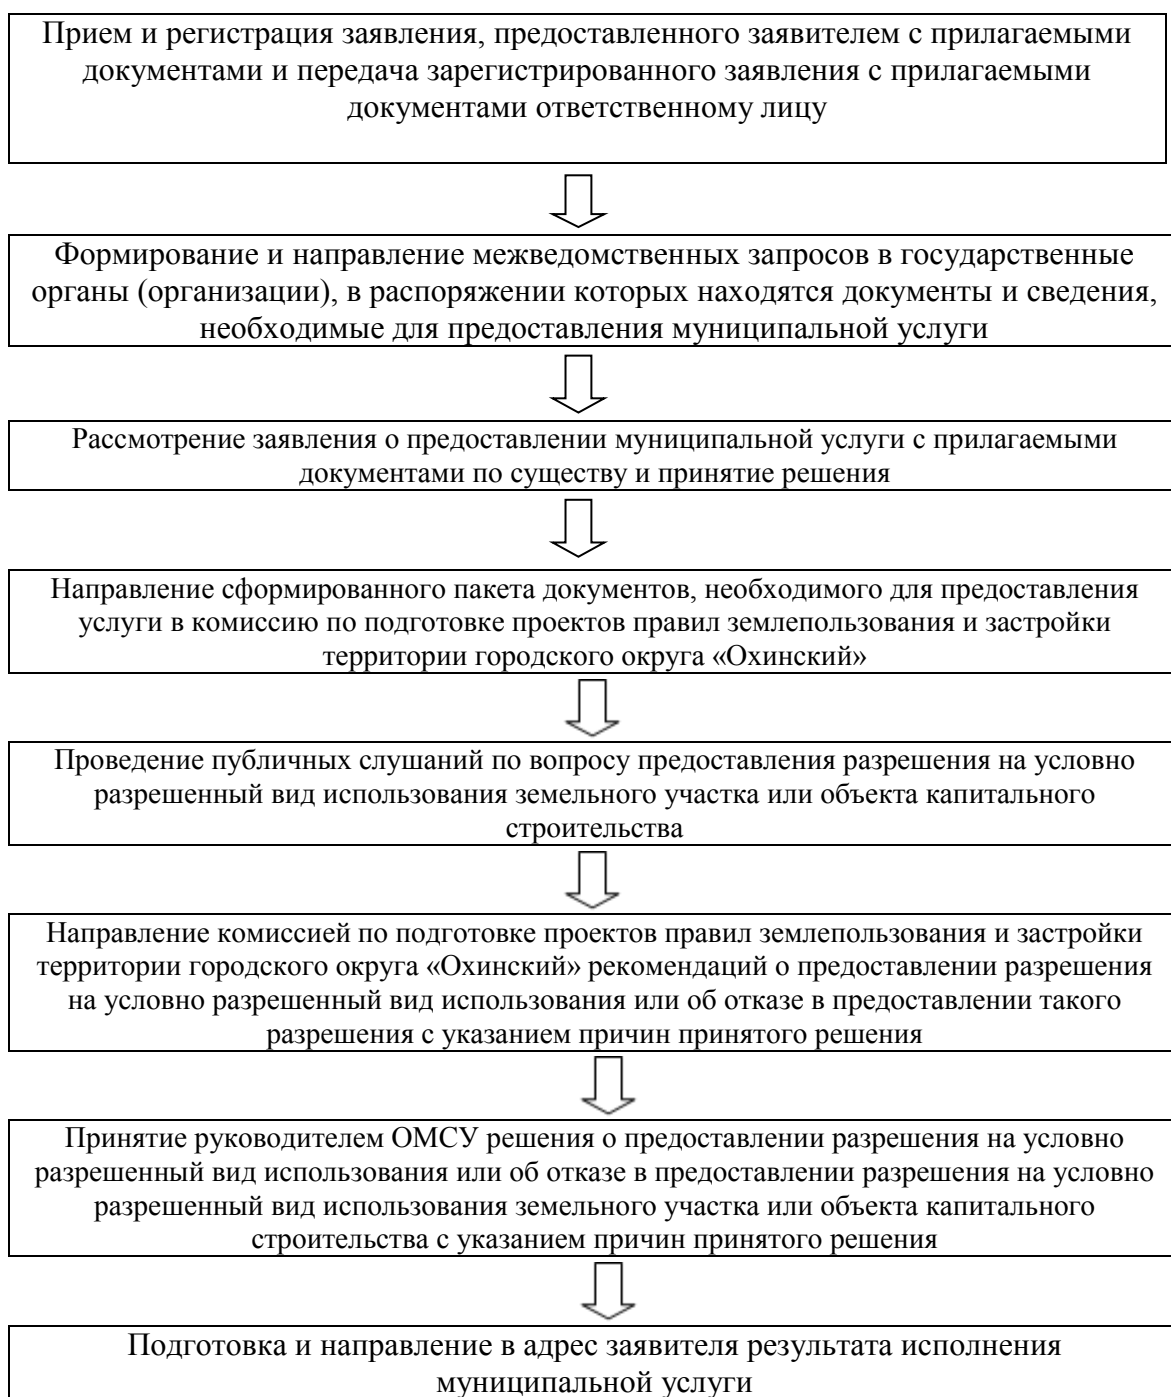 Прием и регистрация заявления, предоставленного заявителем с прилагаемыми
документами и передача зарегистрированного заявления с прилагаемыми
документами ответственному лицу
Формирование и направление межведомственных запросов в государственные
органы (организации), в распоряжении которых находятся документы и сведения,
необходимые для предоставления муниципальной услуги
Рассмотрение заявления о предоставлении муниципальной услуги с прилагаемыми
документами по существу и принятие решения
Направление сформированного пакета документов, необходимого для предоставления
услуги в комиссию по подготовке проектов правил землепользования и застройки
территории городского округа «Охинский»
Проведение публичных слушаний по вопросу предоставления разрешения на условно
разрешенный вид использования земельного участка или объекта капитального
строительства
Направление комиссией по подготовке проектов правил землепользования и застройки
территории городского округа «Охинский» рекомендаций о предоставлении разрешения
на условно разрешенный вид использования или об отказе в предоставлении такого
разрешения с указанием причин принятого решения
Принятие руководителем ОМСУ решения о предоставлении разрешения на условно
разрешенный вид использования или об отказе в предоставлении разрешения на условно
разрешенный вид использования земельного участка или объекта капитального
строительства с указанием причин принятого решения
Подготовка и направление в адрес заявителя результата исполнения
муниципальной услуги